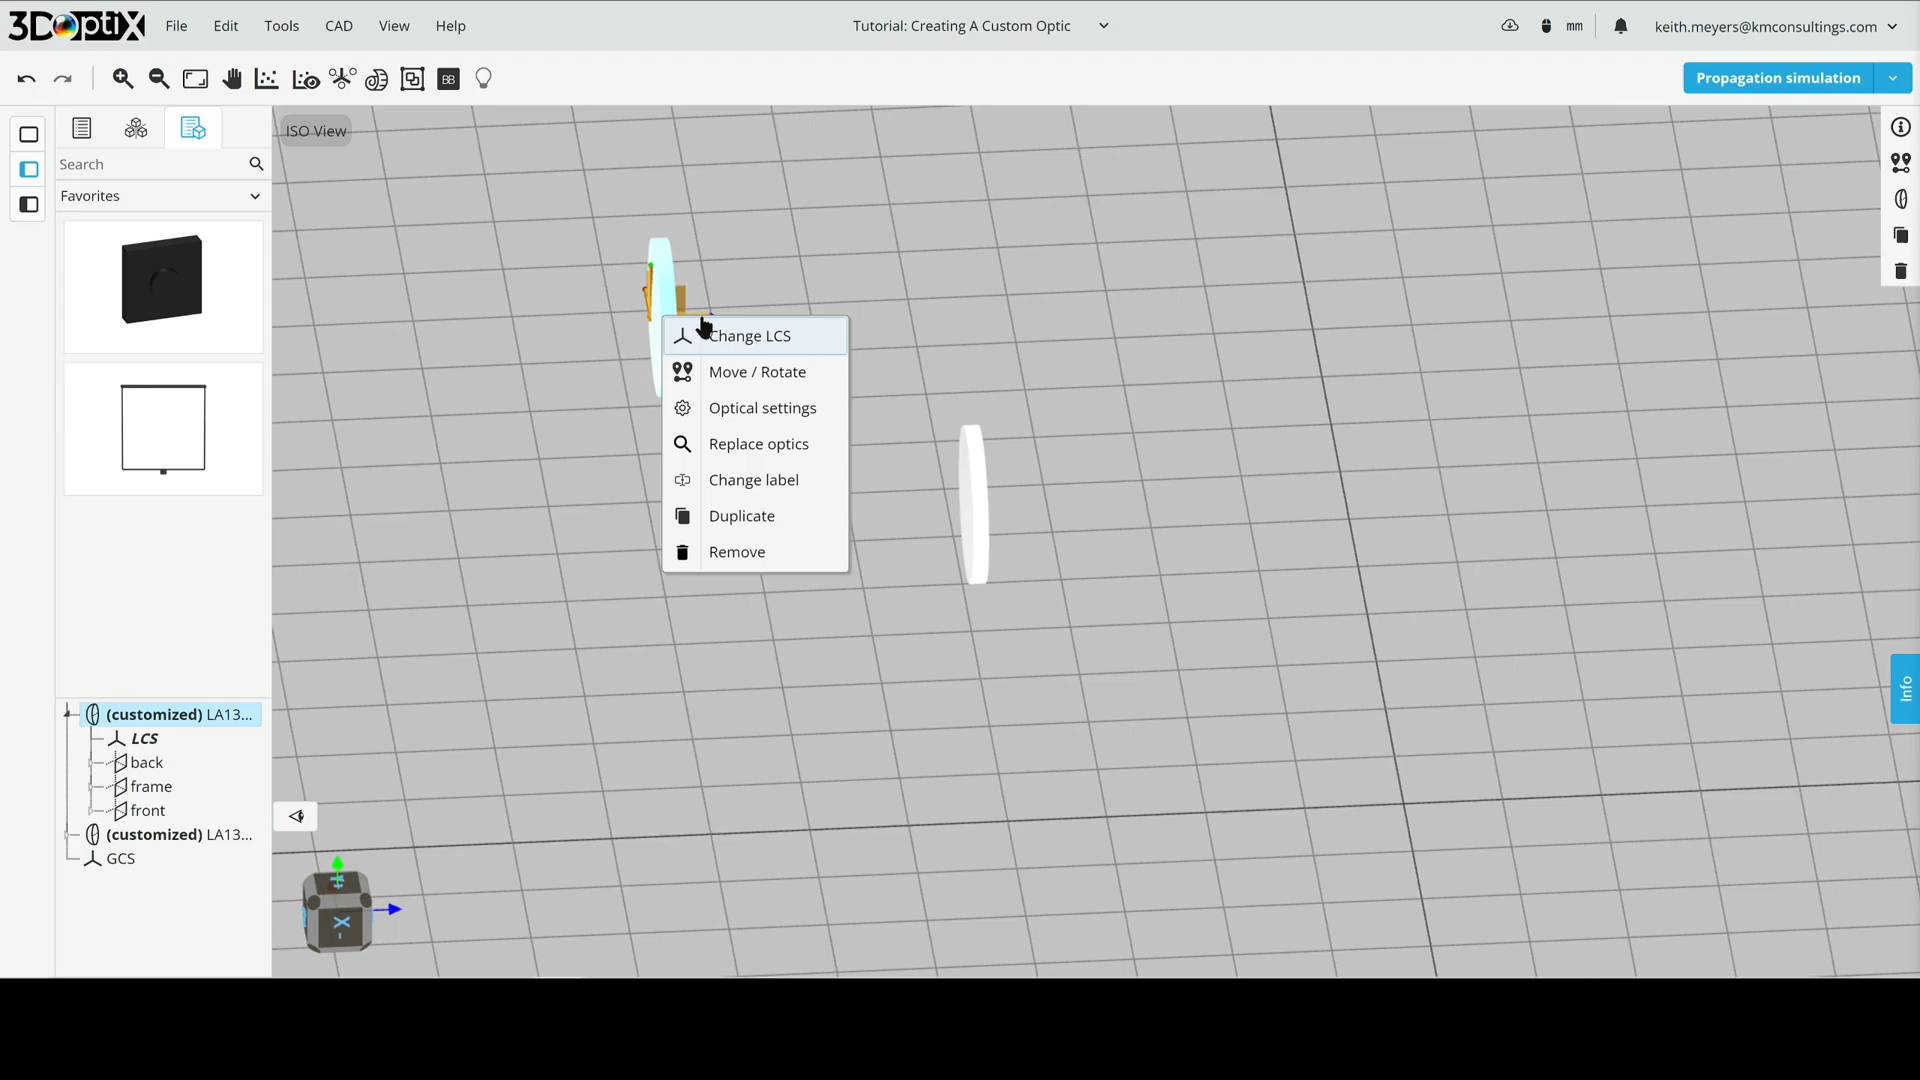 3DOptiX
File Edit Tools CAD View Help
Tutorial: Creating A Custom Optic
mm
keith.meyers@kmconsultings.com
BB
Propagation simulation
Search
Favorites
ISO View
Change LCS
Move / Rotate
Optical settings
Replace optics
Change label
Duplicate
Remove
Info
(customized) LA13...
LCS
back
frame
front
(customized) LA13...
GCS
X
-